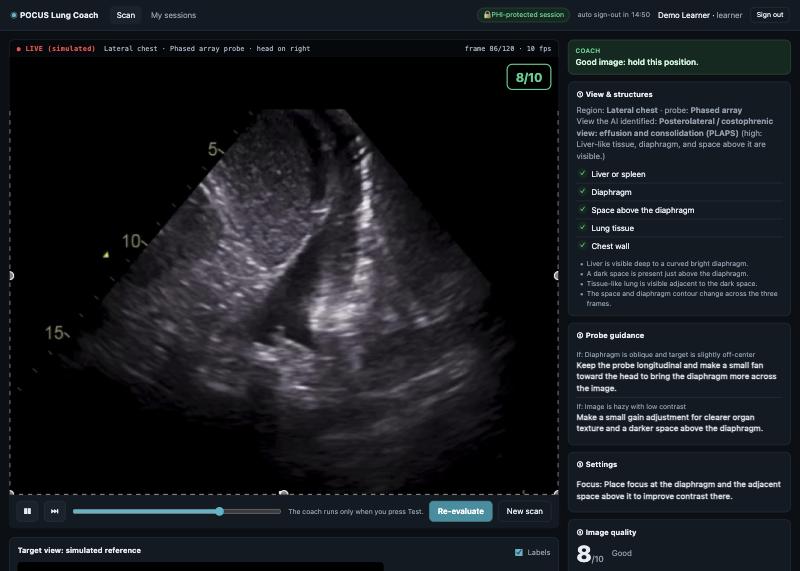 POCUS Lung Coach Scan My sessions 🔒PHI-protected session auto sign-out in 14:50 Demo Learner · learner Sign out
● LIVE (simulated) Lateral chest · Phased array probe · head on right frame 86/120 · 10 fps
8/10
5
10
15
The coach runs only when you press Test. Re-evaluate New scan
Target view: simulated reference Labels
COACH
Good image: hold this position.
① View & structures
Region: Lateral chest · probe: Phased array
View the AI identified: Posterolateral / costophrenic
view: effusion and consolidation (PLAPS) (high:
Liver-like tissue, diaphragm, and space above it are
visible.)
✓ Liver or spleen
✓ Diaphragm
✓ Space above the diaphragm
✓ Lung tissue
✓ Chest wall
• Liver is visible deep to a curved bright diaphragm.
• A dark space is present just above the diaphragm.
• Tissue-like lung is visible adjacent to the dark space.
• The space and diaphragm contour change across the three
frames.
② Probe guidance
If: Diaphragm is oblique and target is slightly off-center
Keep the probe longitudinal and make a small fan
toward the head to bring the diaphragm more across
the image.
If: Image is hazy with low contrast
Make a small gain adjustment for clearer organ
texture and a darker space above the diaphragm.
③ Settings
Focus: Place focus at the diaphragm and the adjacent
space above it to improve contrast there.
④ Image quality
8/10 Good